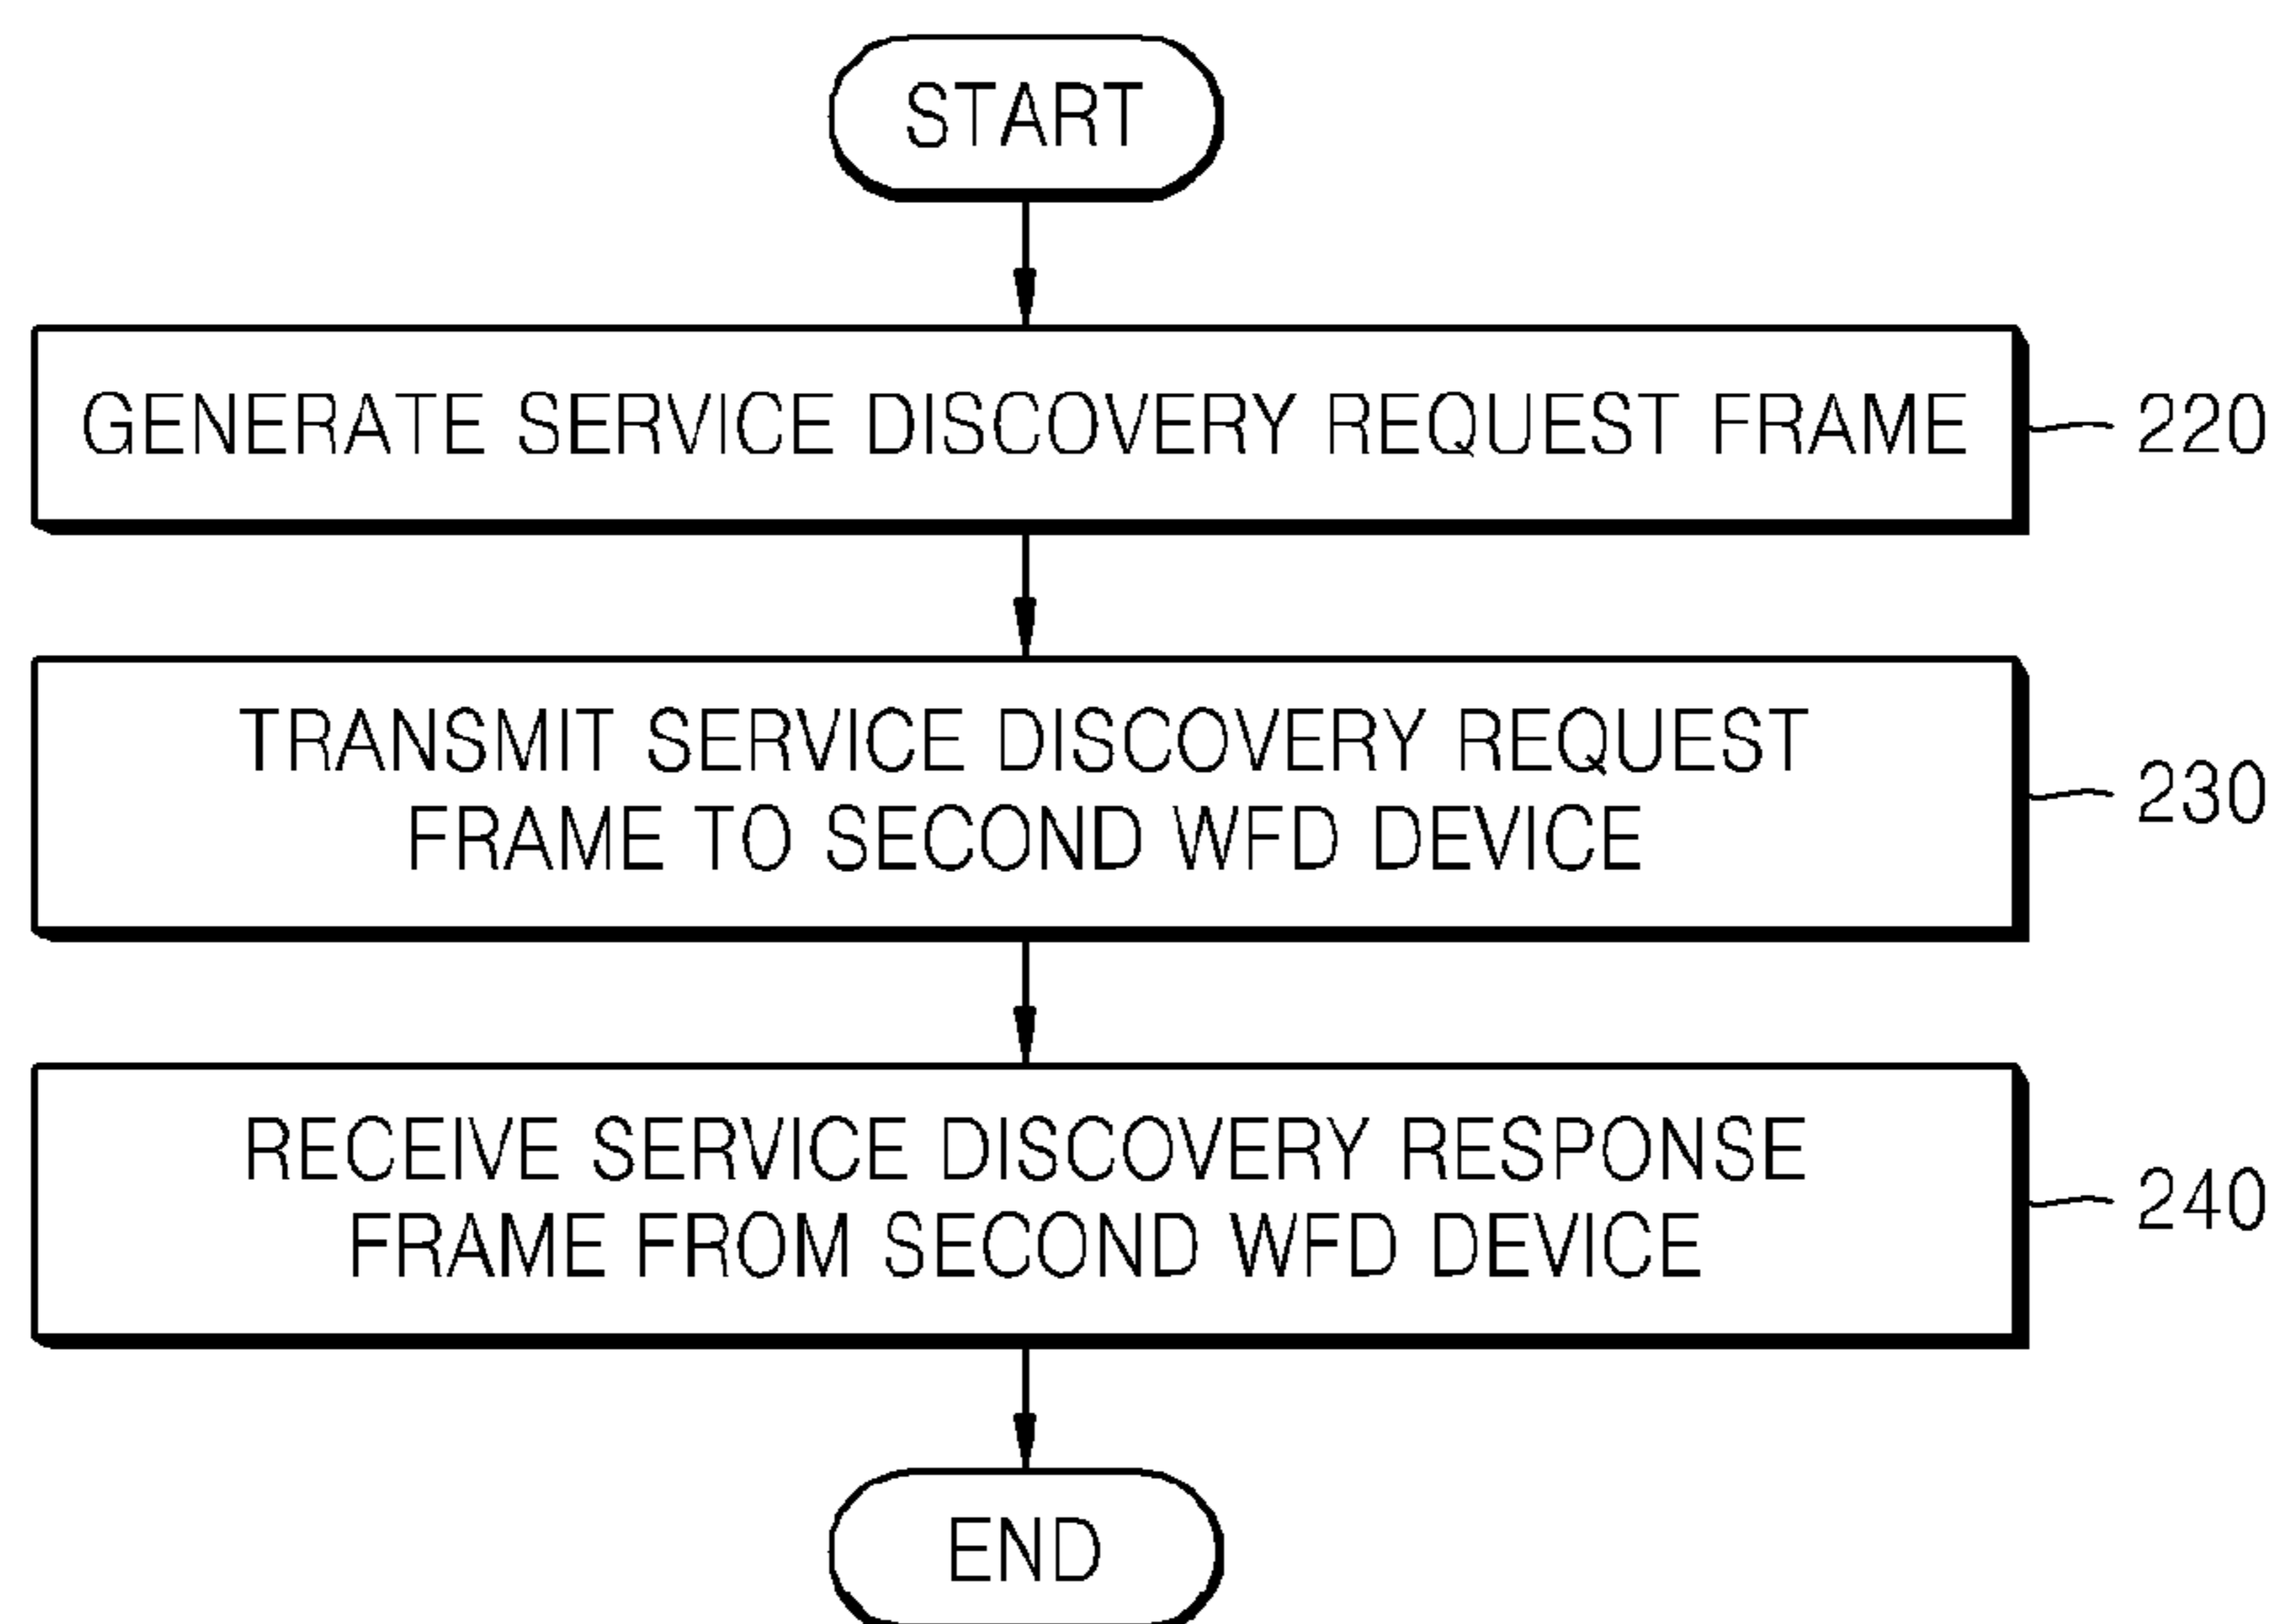 START
GENERATE SERVICE DISCOVERY REQUEST FRAME
220
TRANSMIT SERVICE DISCOVERY REQUEST
FRAME TO SECOND WFD DEVICE
230
RECEIVE SERVICE DISCOVERY RESPONSE
FRAME FROM SECOND WFD DEVICE
240
END